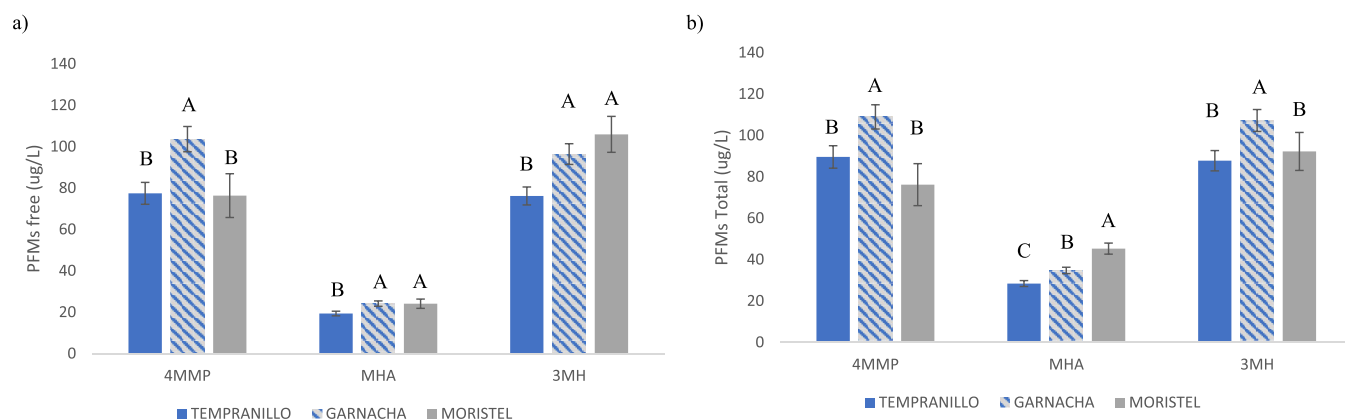 a)
PFMs free (ug/L)
140
120
100
80
60
40
20
0
B A B
B A A
B A A
4MMP MHA 3MH
TEMPRANILLO GARNACHA MORISTEL
b)
PFMs Total (ug/L)
140
120
100
80
60
40
20
0
B A B
C B A
B A B
4MMP MHA 3MH
TEMPRANILLO GARNACHA MORISTEL